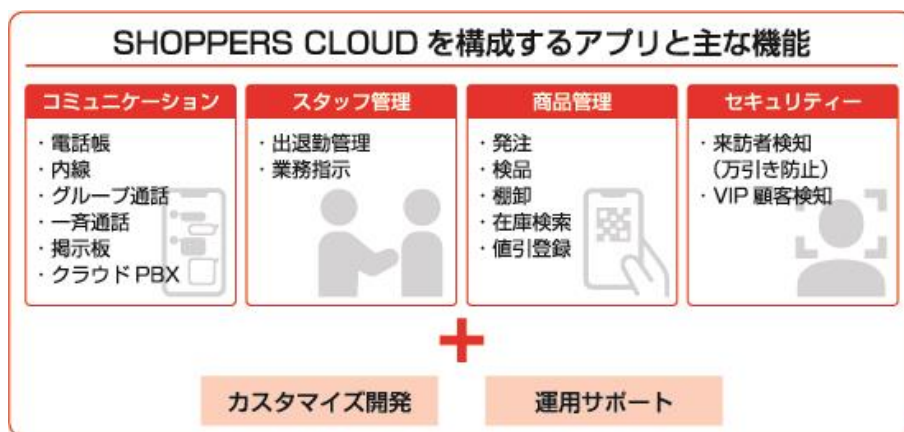 SHOPPERS CLOUD を構成するアプリと主な機能
コミュニケーション
・電話帳
・内線
・グループ通話
・一斉通話
・掲示板
・クラウド PBX
スタッフ管理
・出退勤管理
・業務指示
商品管理
・発注
・検品
・棚卸
・在庫検索
・値引登録
セキュリティー
・来訪者検知
（万引き防止）
・VIP 顧客検知
+
カスタマイズ開発
運用サポート